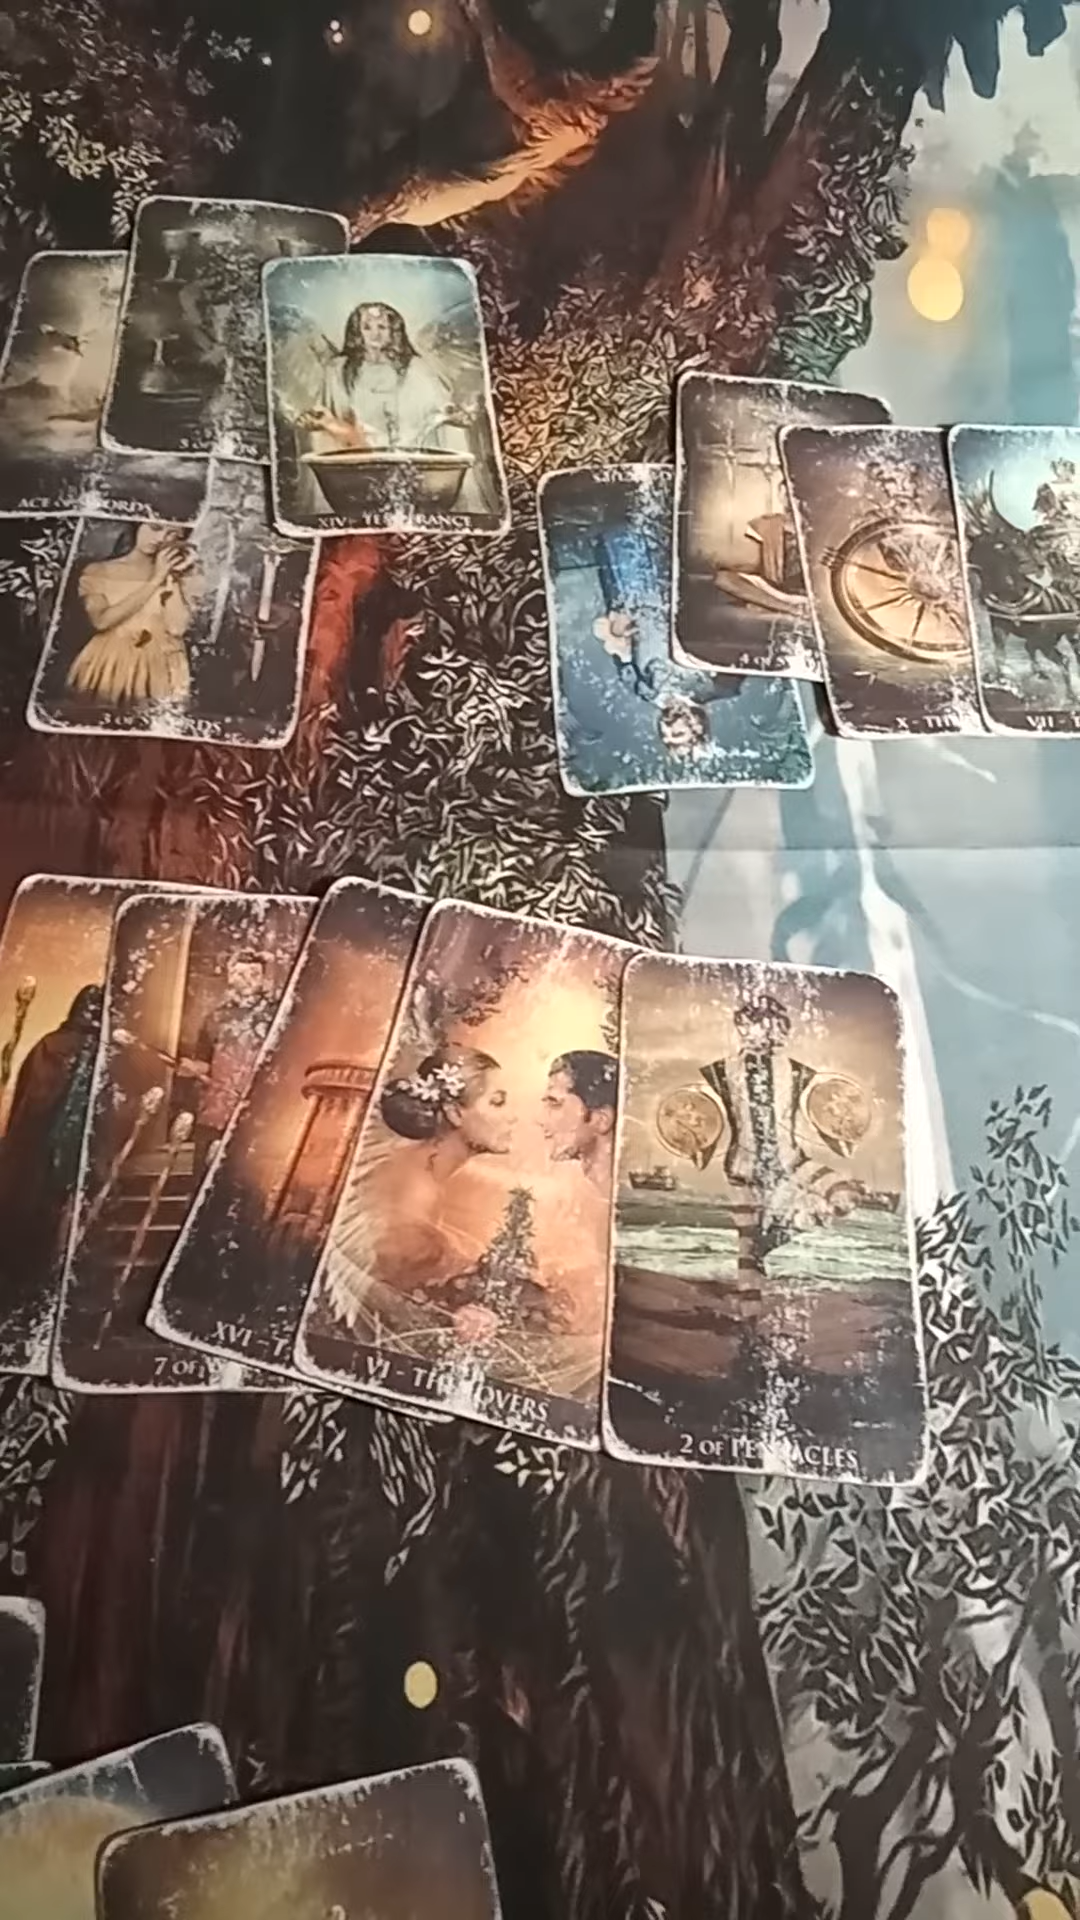 ACE OF SWORDS
XIV - TEMPERANCE
3 OF SWORDS
4 OF
X - TH
VII - T
7 OF W
XVI - T
VI - THE LOVERS
2 OF PENTACLES